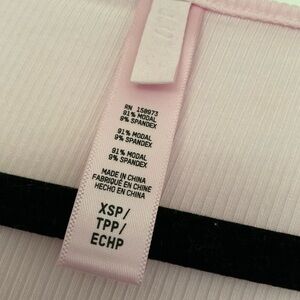 RN 150973
91% MODAL
9% SPANDEX
91% MODAL
9% SPANDEX
91% MODAL
9% SPANDEX
MADE IN CHINA
FABRIQUÉ EN CHINE
HECHO EN CHINA
XSP/
TPP/
ECHP